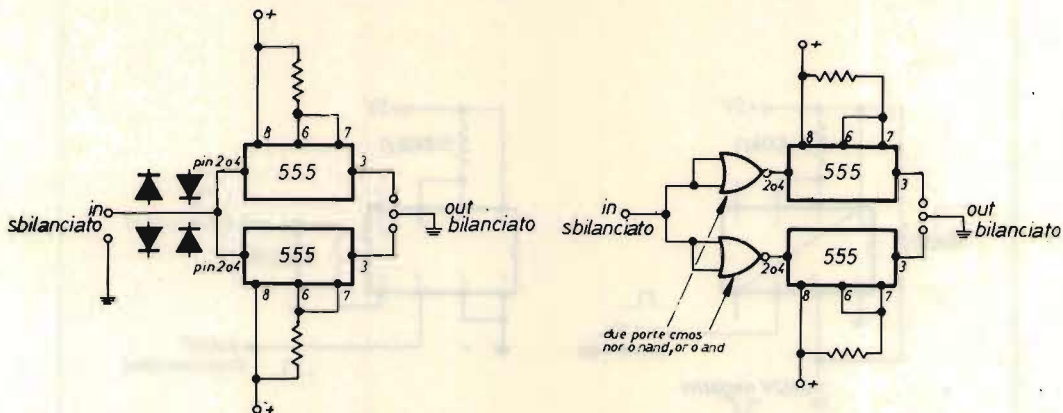 +
8
6
7
pin 2 o 4
555
3
in
sbilanciato
out
bilanciato
pin 2 o 4
555
3
8
6
7
+
+
8
6
7
2 o 4
555
3
in
sbilanciato
out
bilanciato
2 o 4
555
3
8
6
7
due porte cmos
nor o nand, or o and
+